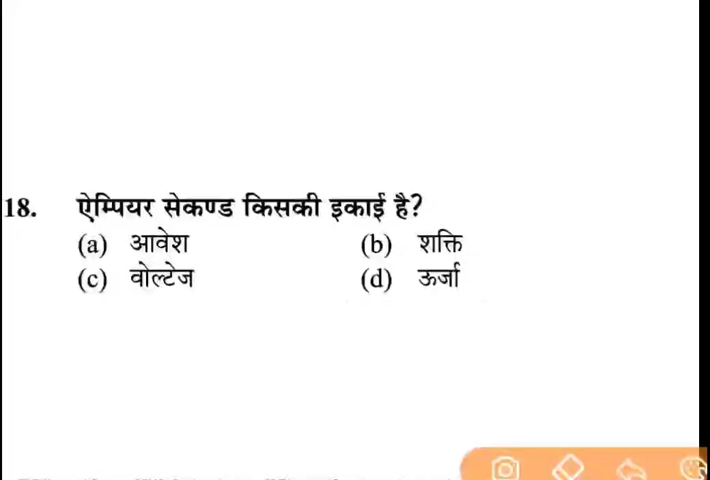 18. ऐम्पियर सेकण्ड किसकी इकाई है?
(a) आवेश (b) शक्ति
(c) वोल्टेज (d) ऊर्जा